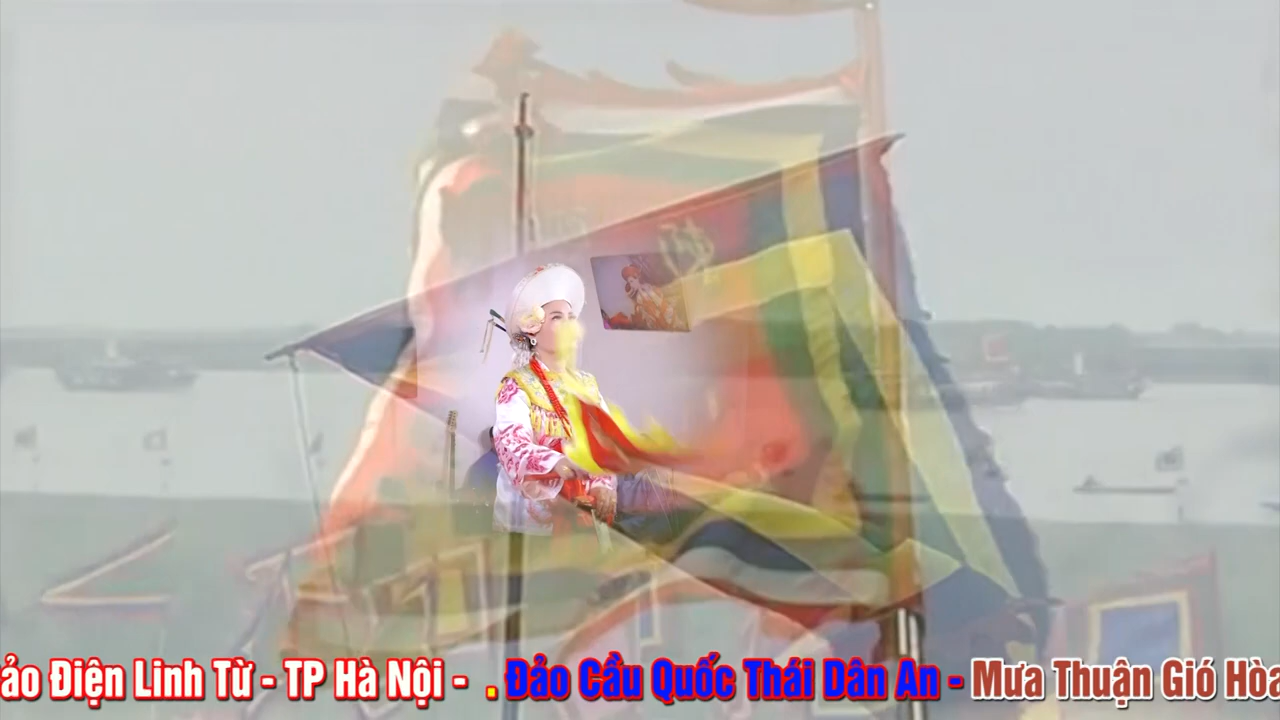 ảo Điện Linh Từ - TP Hà Nội - . Đảo Cầu Quốc Thái Dân An - Mưa Thuận Gió Hòa